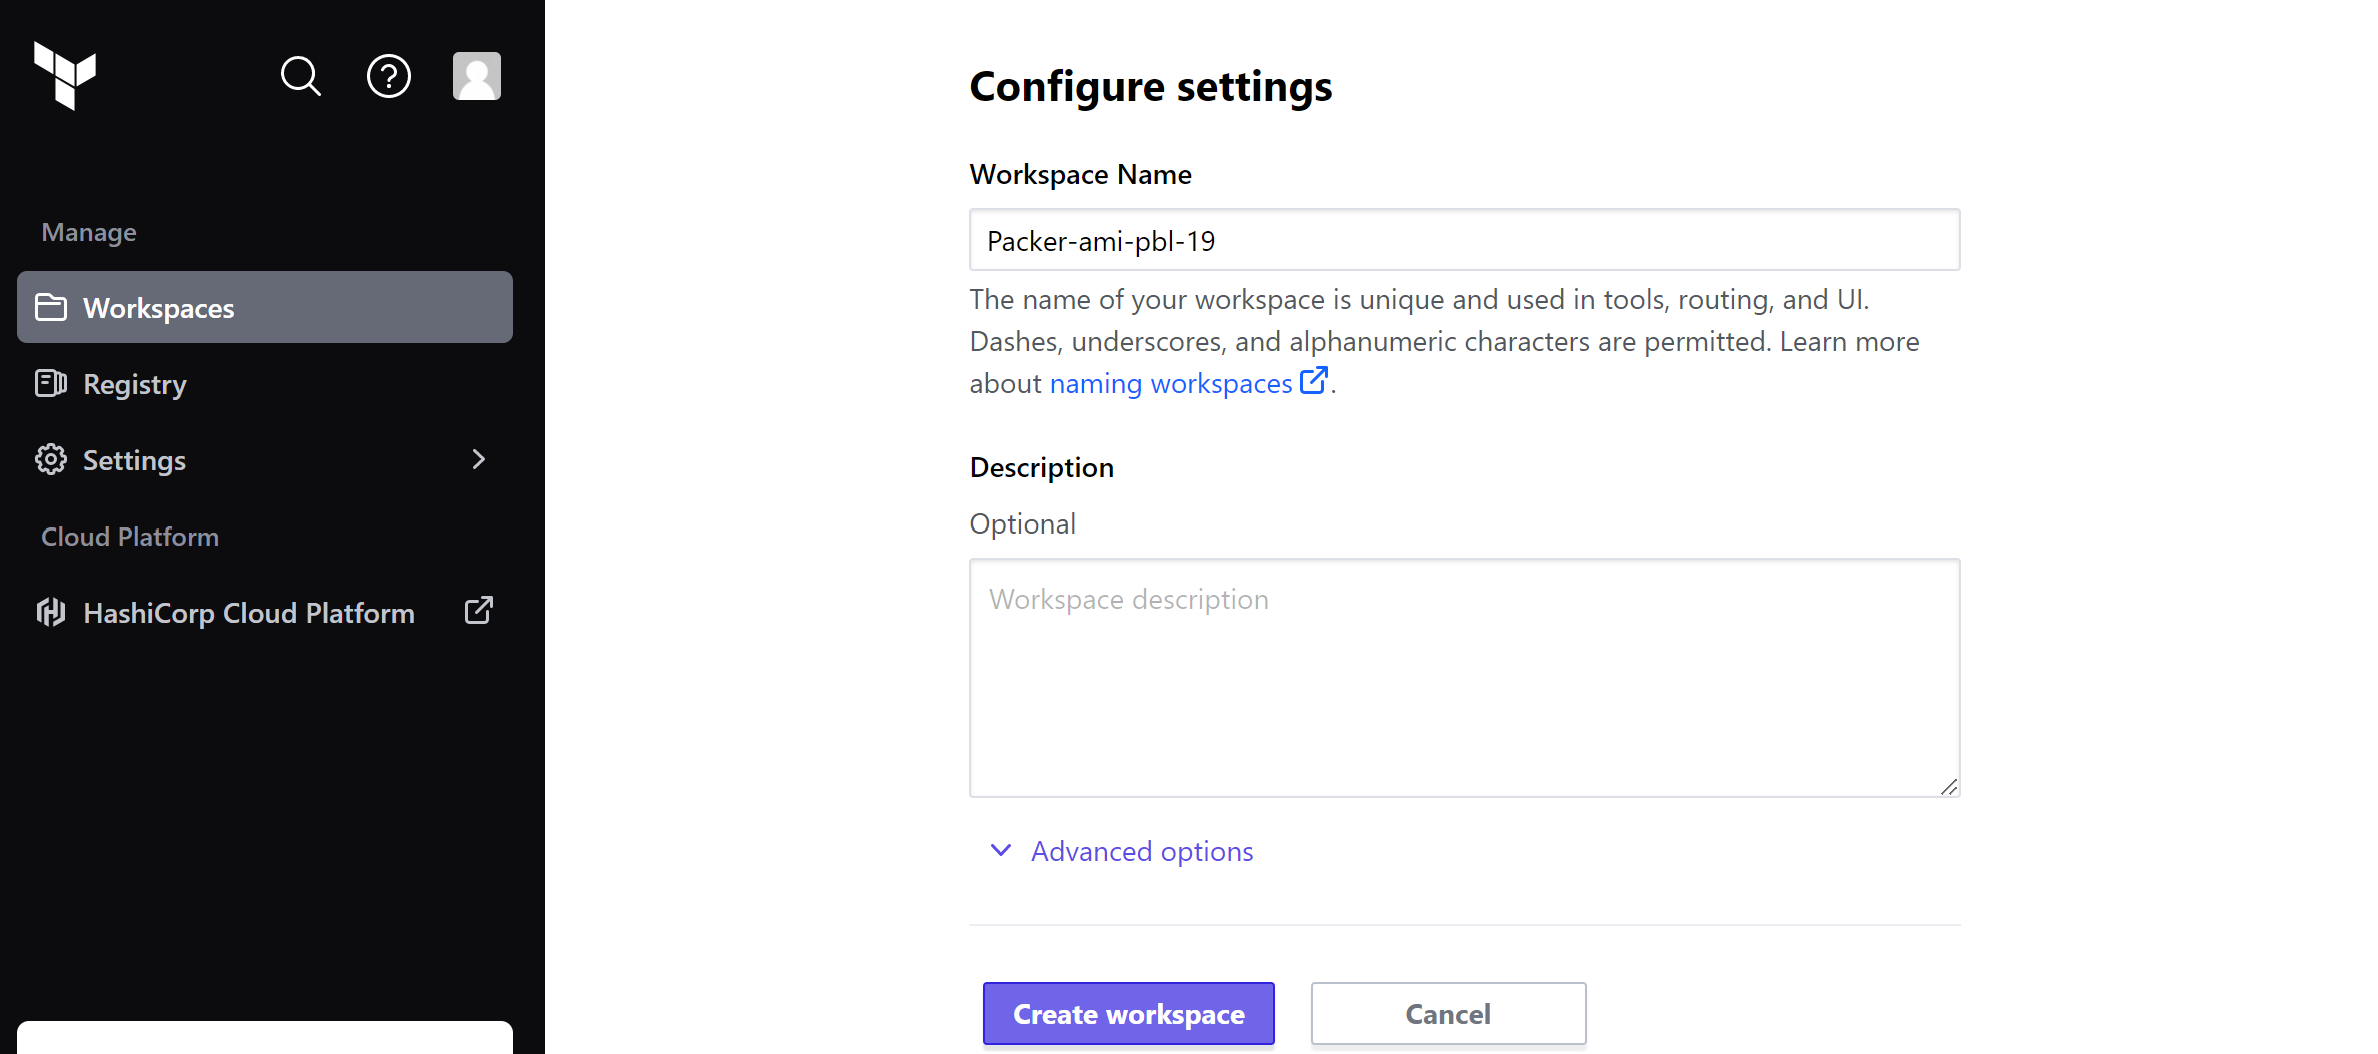 Manage
Workspaces
Registry
Settings
Cloud Platform
HashiCorp Cloud Platform
Configure settings
Workspace Name
Packer-ami-pbl-19
The name of your workspace is unique and used in tools, routing, and UI.
Dashes, underscores, and alphanumeric characters are permitted. Learn more
about naming workspaces.
Description
Optional
Workspace description
Advanced options
Create workspace
Cancel